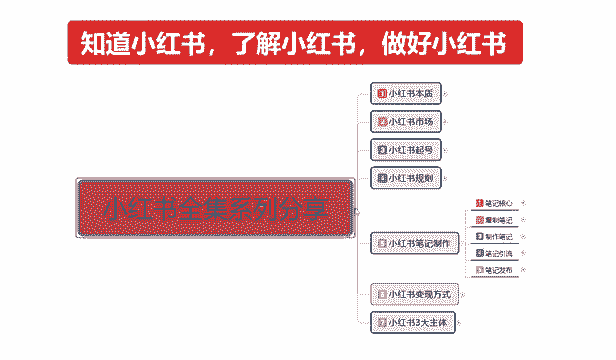 知道小红书，了解小红书，做好小红书
小红书全集系列分享
1 小红书本质
2 小红书市场
3 小红书起号
4 小红书规则
5 小红书笔记制作
1 笔记核心
2 爆款笔记
3 制作笔记
4 笔记引流
5 笔记发布
6 小红书变现方式
7 小红书3大主体